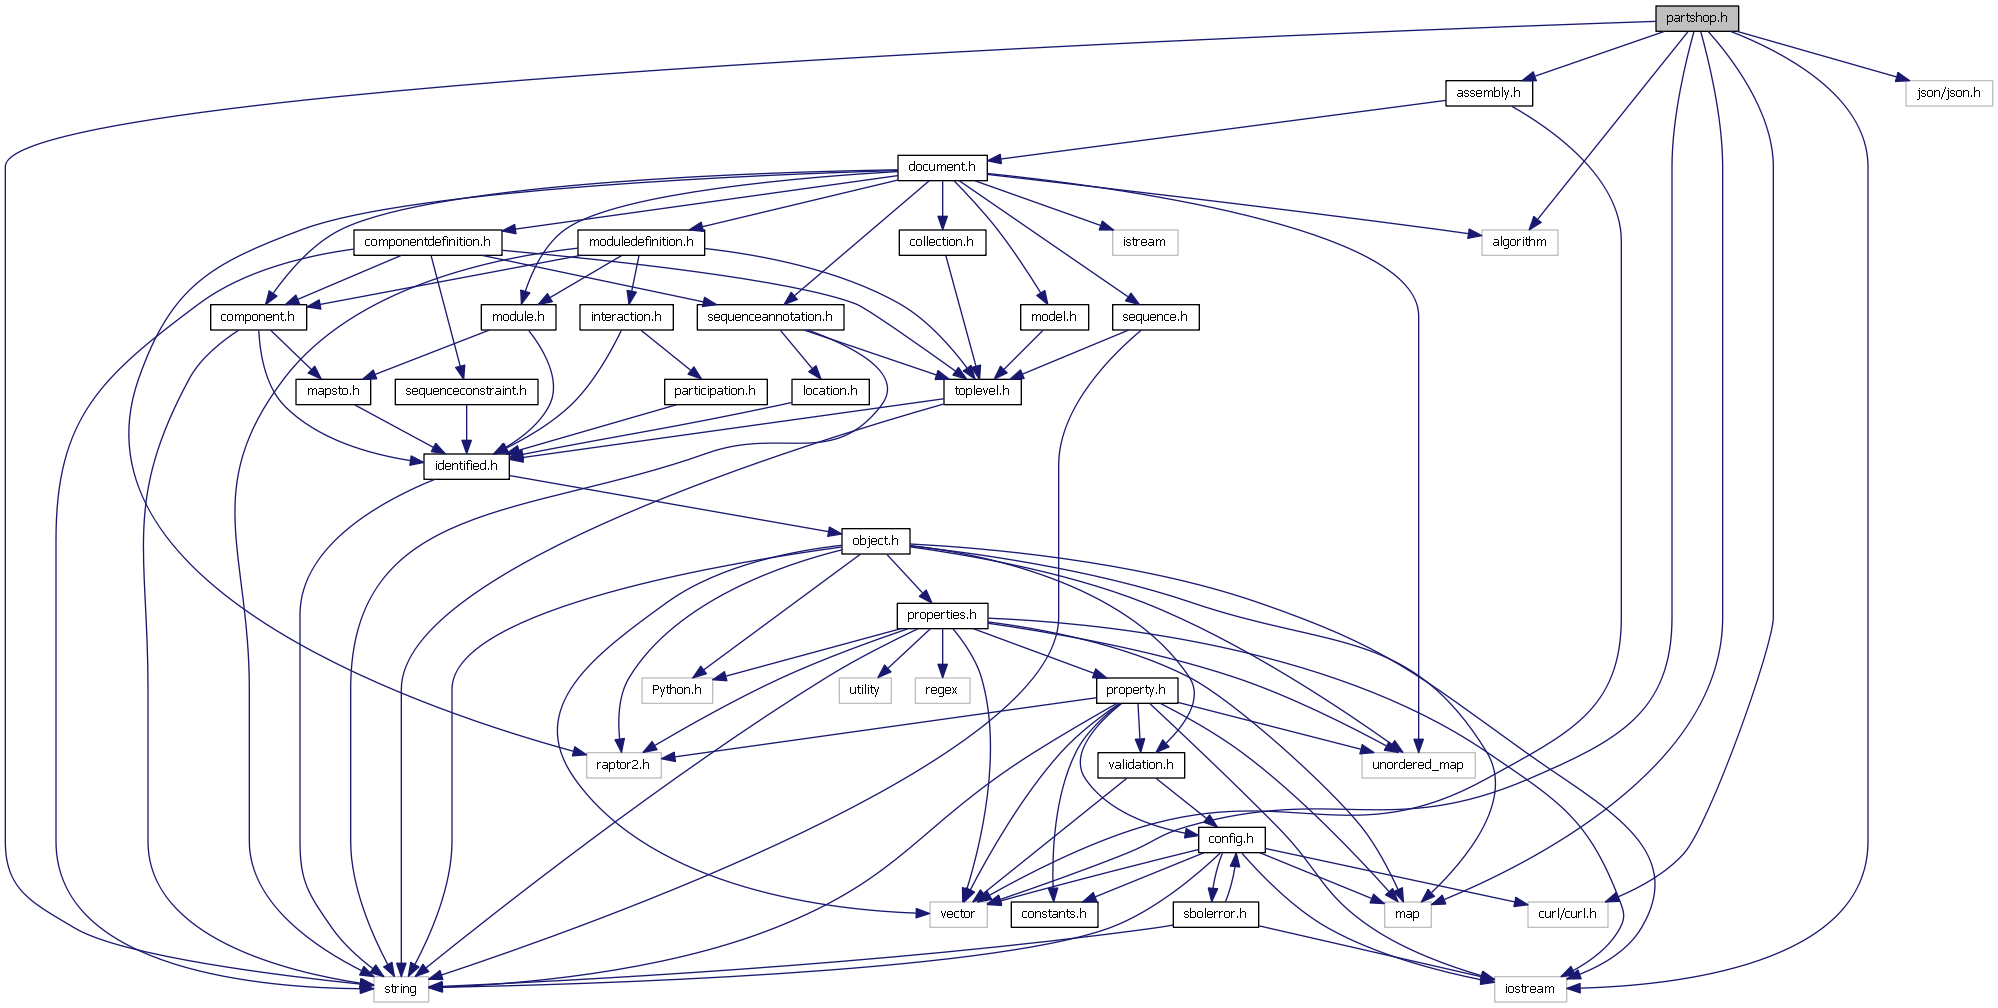 partshop.h
assembly.h
json/json.h
document.h
componentdefinition.h
moduledefinition.h
collection.h
istream
algorithm
component.h
module.h
interaction.h
sequenceannotation.h
model.h
sequence.h
mapsto.h
sequenceconstraint.h
participation.h
location.h
toplevel.h
identified.h
object.h
properties.h
Python.h
utility
regex
property.h
raptor2.h
validation.h
unordered_map
config.h
vector
constants.h
sbolerror.h
map
curl/curl.h
string
iostream